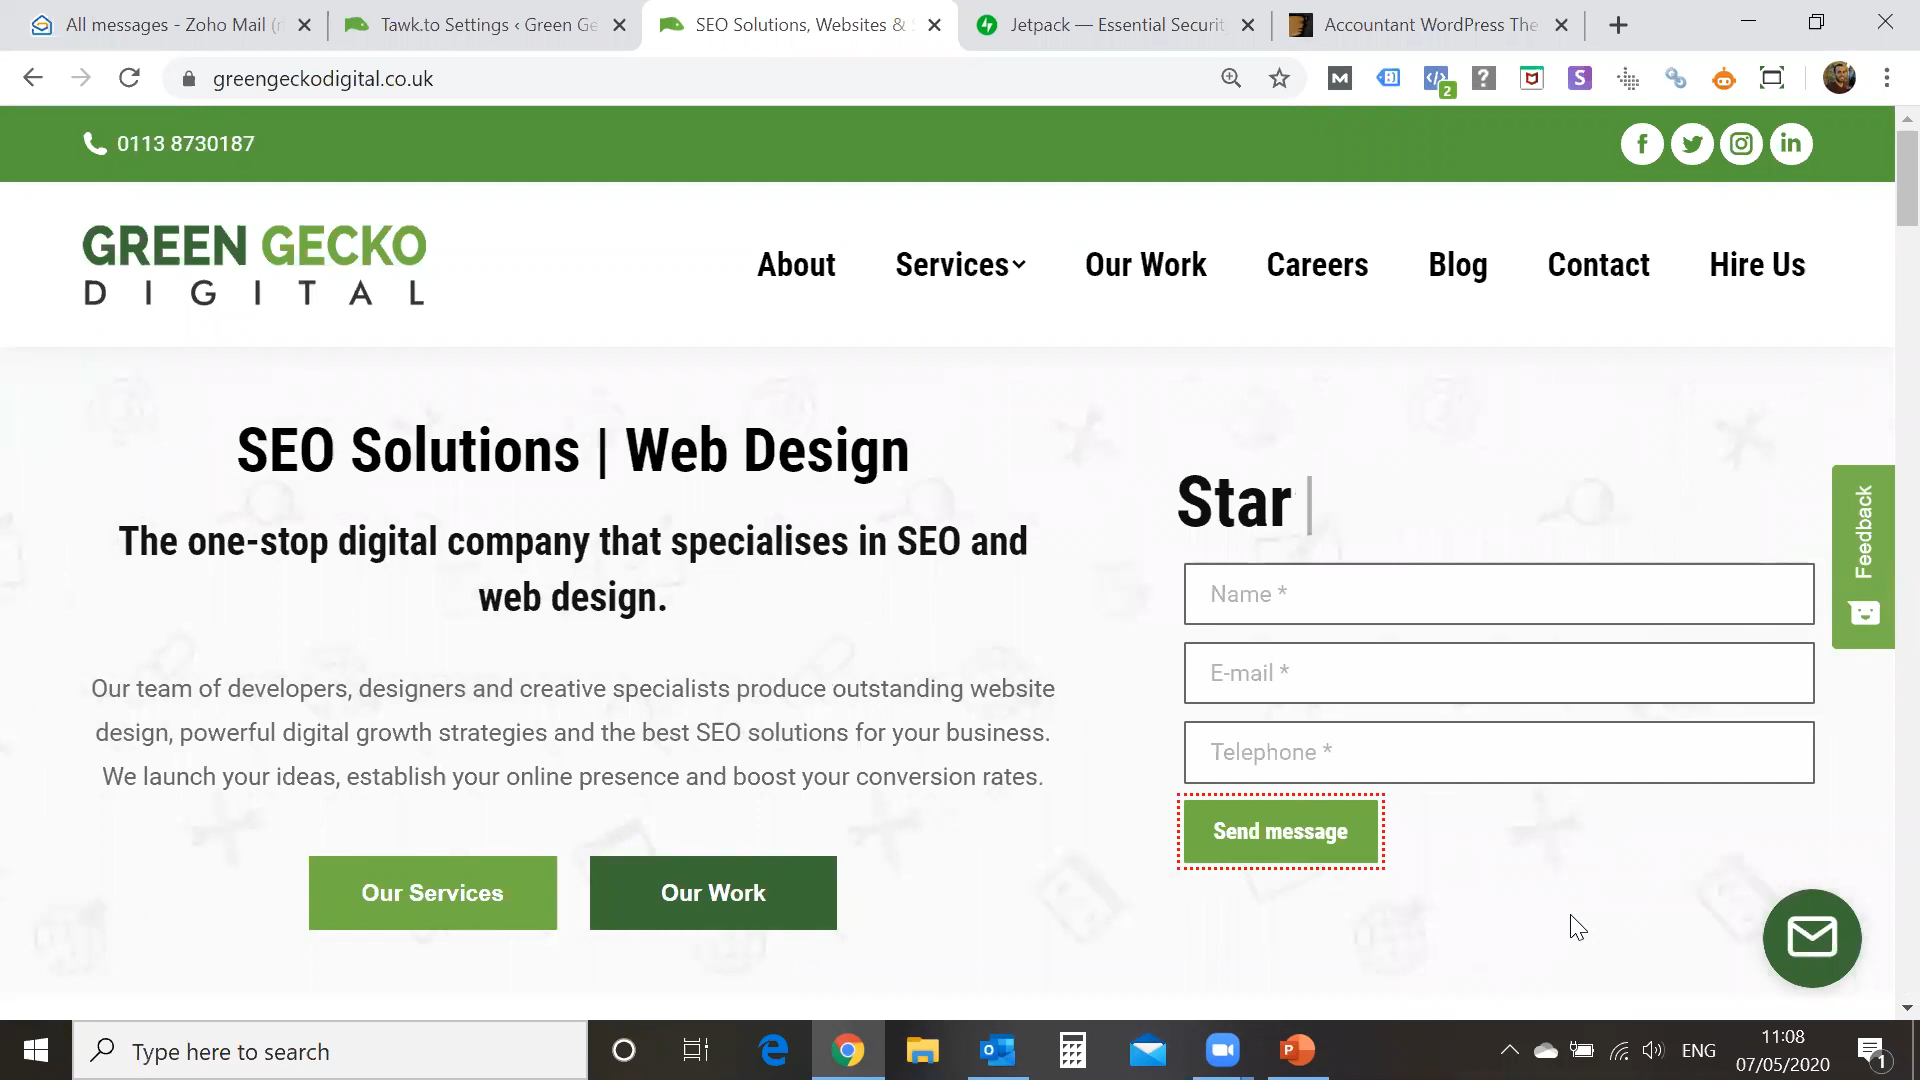 All messages - Zoho Mail (r
Tawk.to Settings ‹ Green Ge
SEO Solutions, Websites &
Jetpack — Essential Securit
Accountant WordPress The
greengeckodigital.co.uk
2
0113 8730187
GREEN GECKO
DIGITAL
About
Services
Our Work
Careers
Blog
Contact
Hire Us
SEO Solutions | Web Design
The one-stop digital company that specialises in SEO and
web design.
Our team of developers, designers and creative specialists produce outstanding website
design, powerful digital growth strategies and the best SEO solutions for your business.
We launch your ideas, establish your online presence and boost your conversion rates.
Our Services
Our Work
Star |
Name *
E-mail *
Telephone *
Send message
Feedback
Type here to search
ENG
11:08
07/05/2020
1